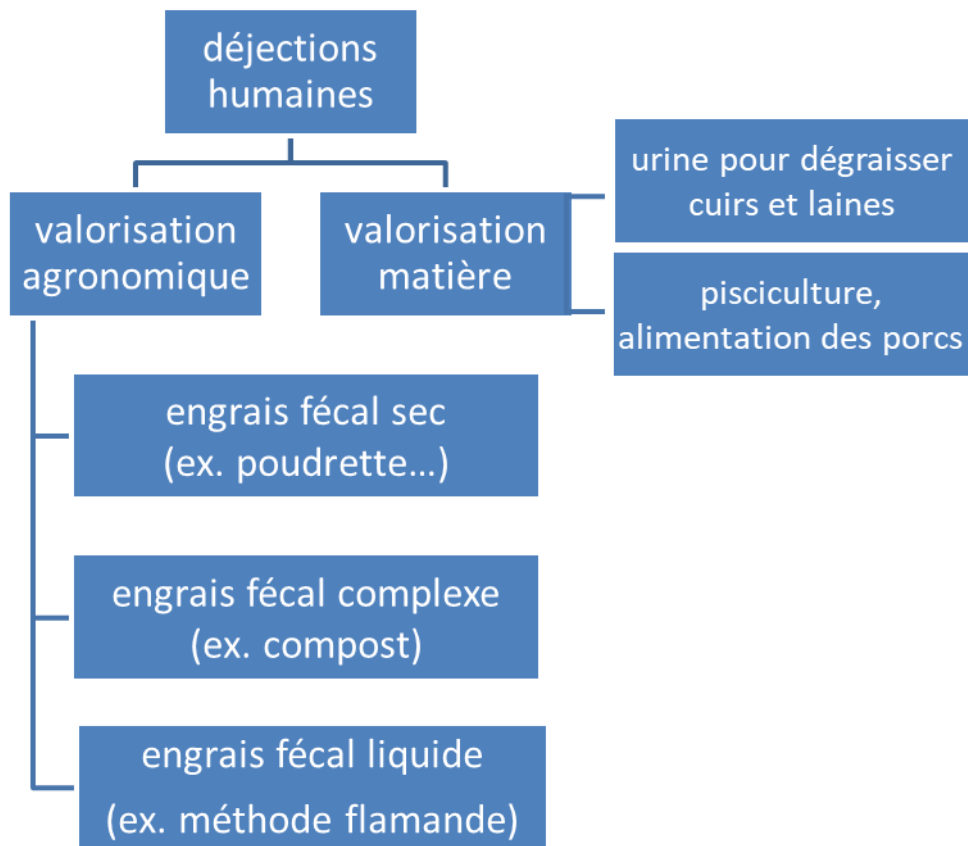 déjections
humaines
valorisation
agronomique
valorisation
matière
urine pour dégraisser
cuirs et laines
pisciculture,
alimentation des porcs
engrais fécal sec
(ex. poudrette...)
engrais fécal complexe
(ex. compost)
engrais fécal liquide
(ex. méthode flamande)